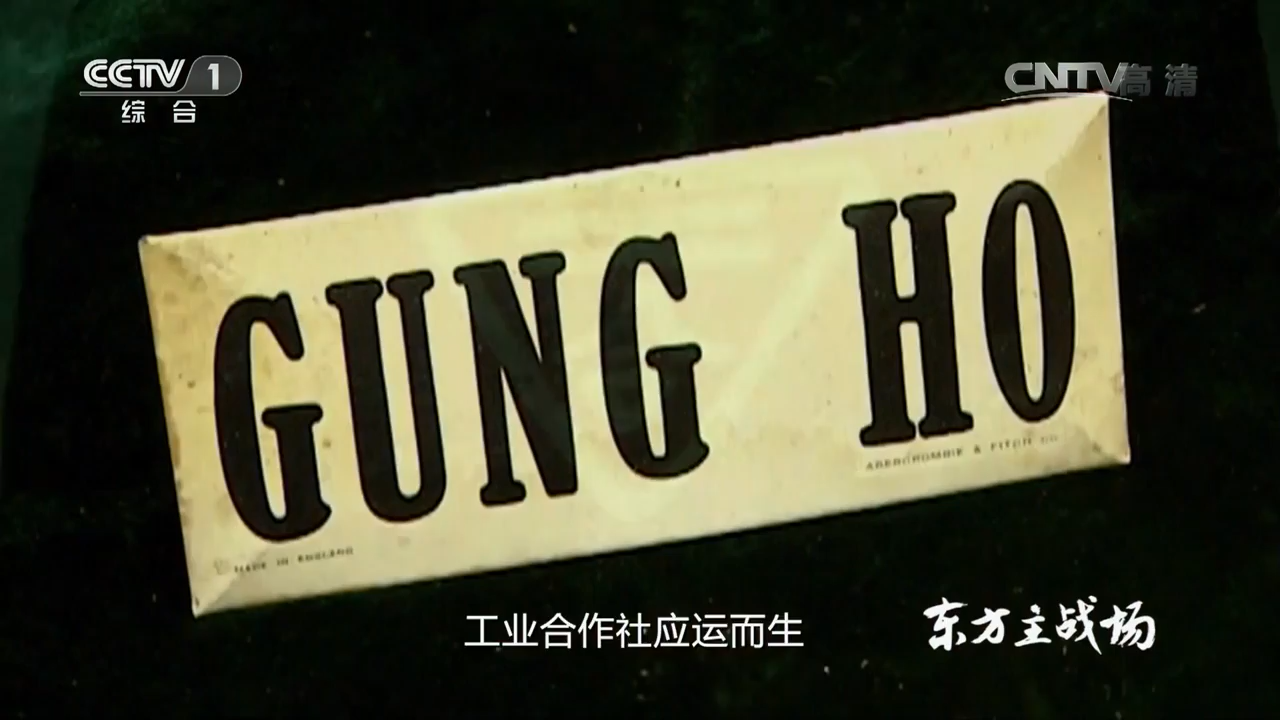 CCTV 1
综合
CNTV高清
GUNG HO
ABERCROMBIE & FITCH CO
MADE IN ENGLAND
工业合作社应运而生
东方主战场